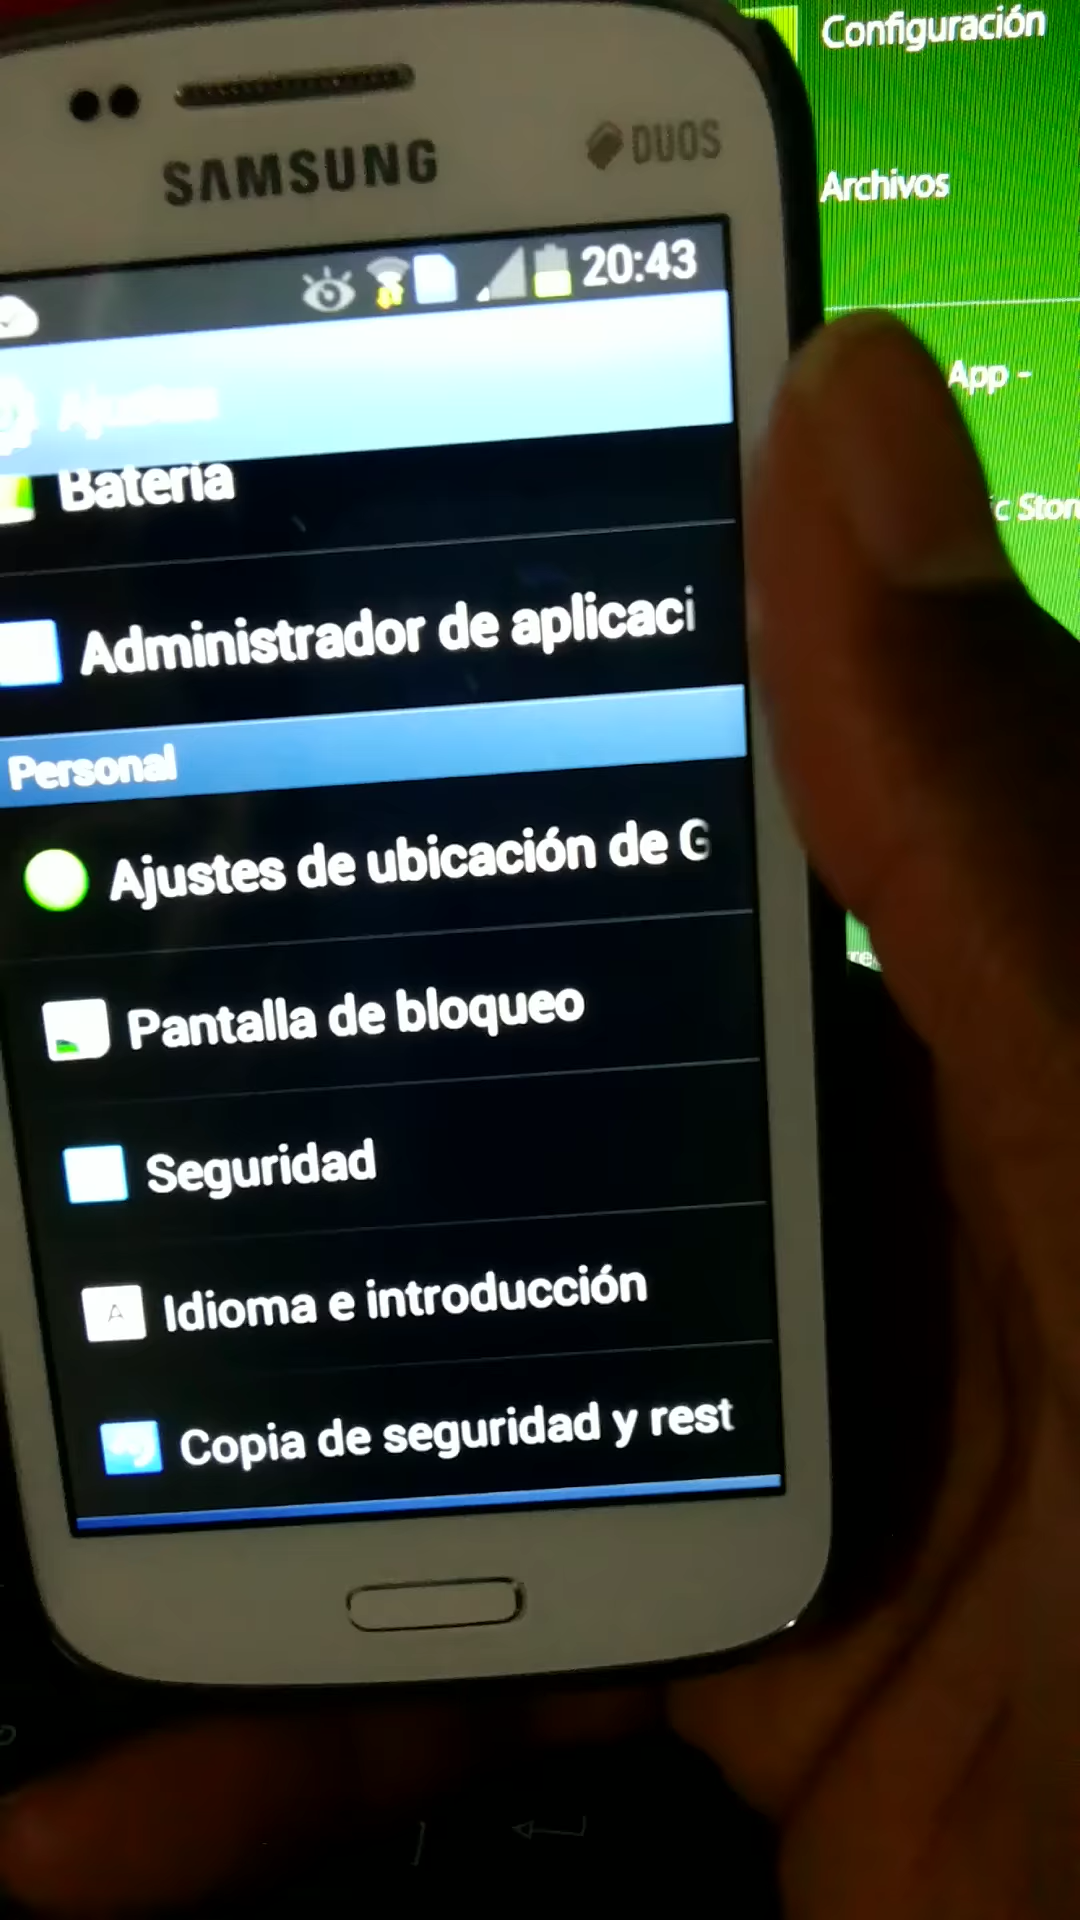 SAMSUNG
DUOS
20:43
Ajustes
Batería
Administrador de aplicaci
Personal
Ajustes de ubicación de G
Pantalla de bloqueo
Seguridad
A
Idioma e introducción
Copia de seguridad y rest
Configuración
Archivos
App -
c Stor